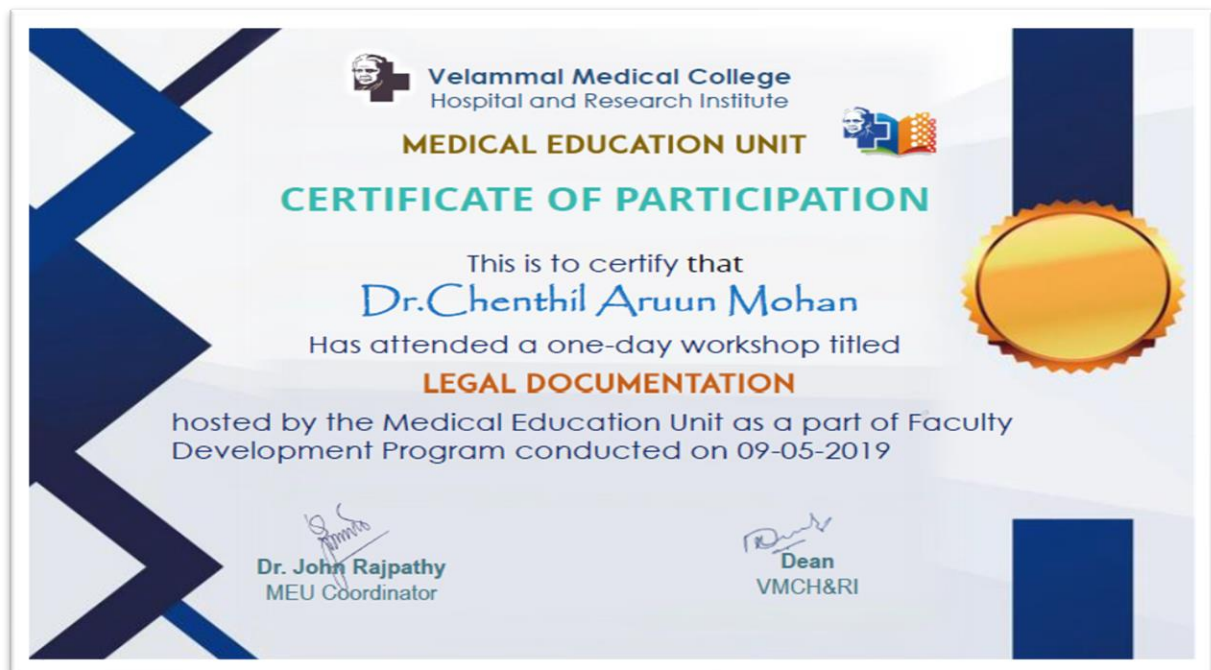 Velammal Medical College
Hospital and Research Institute
MEDICAL EDUCATION UNIT
CERTIFICATE OF PARTICIPATION
This is to certify that
Dr.Chenthil Aruun Mohan
Has attended a one-day workshop titled
LEGAL DOCUMENTATION
hosted by the Medical Education Unit as a part of Faculty
Development Program conducted on 09-05-2019
Dr. John Rajpathy
MEU Coordinator
Dean
VMCH&RI